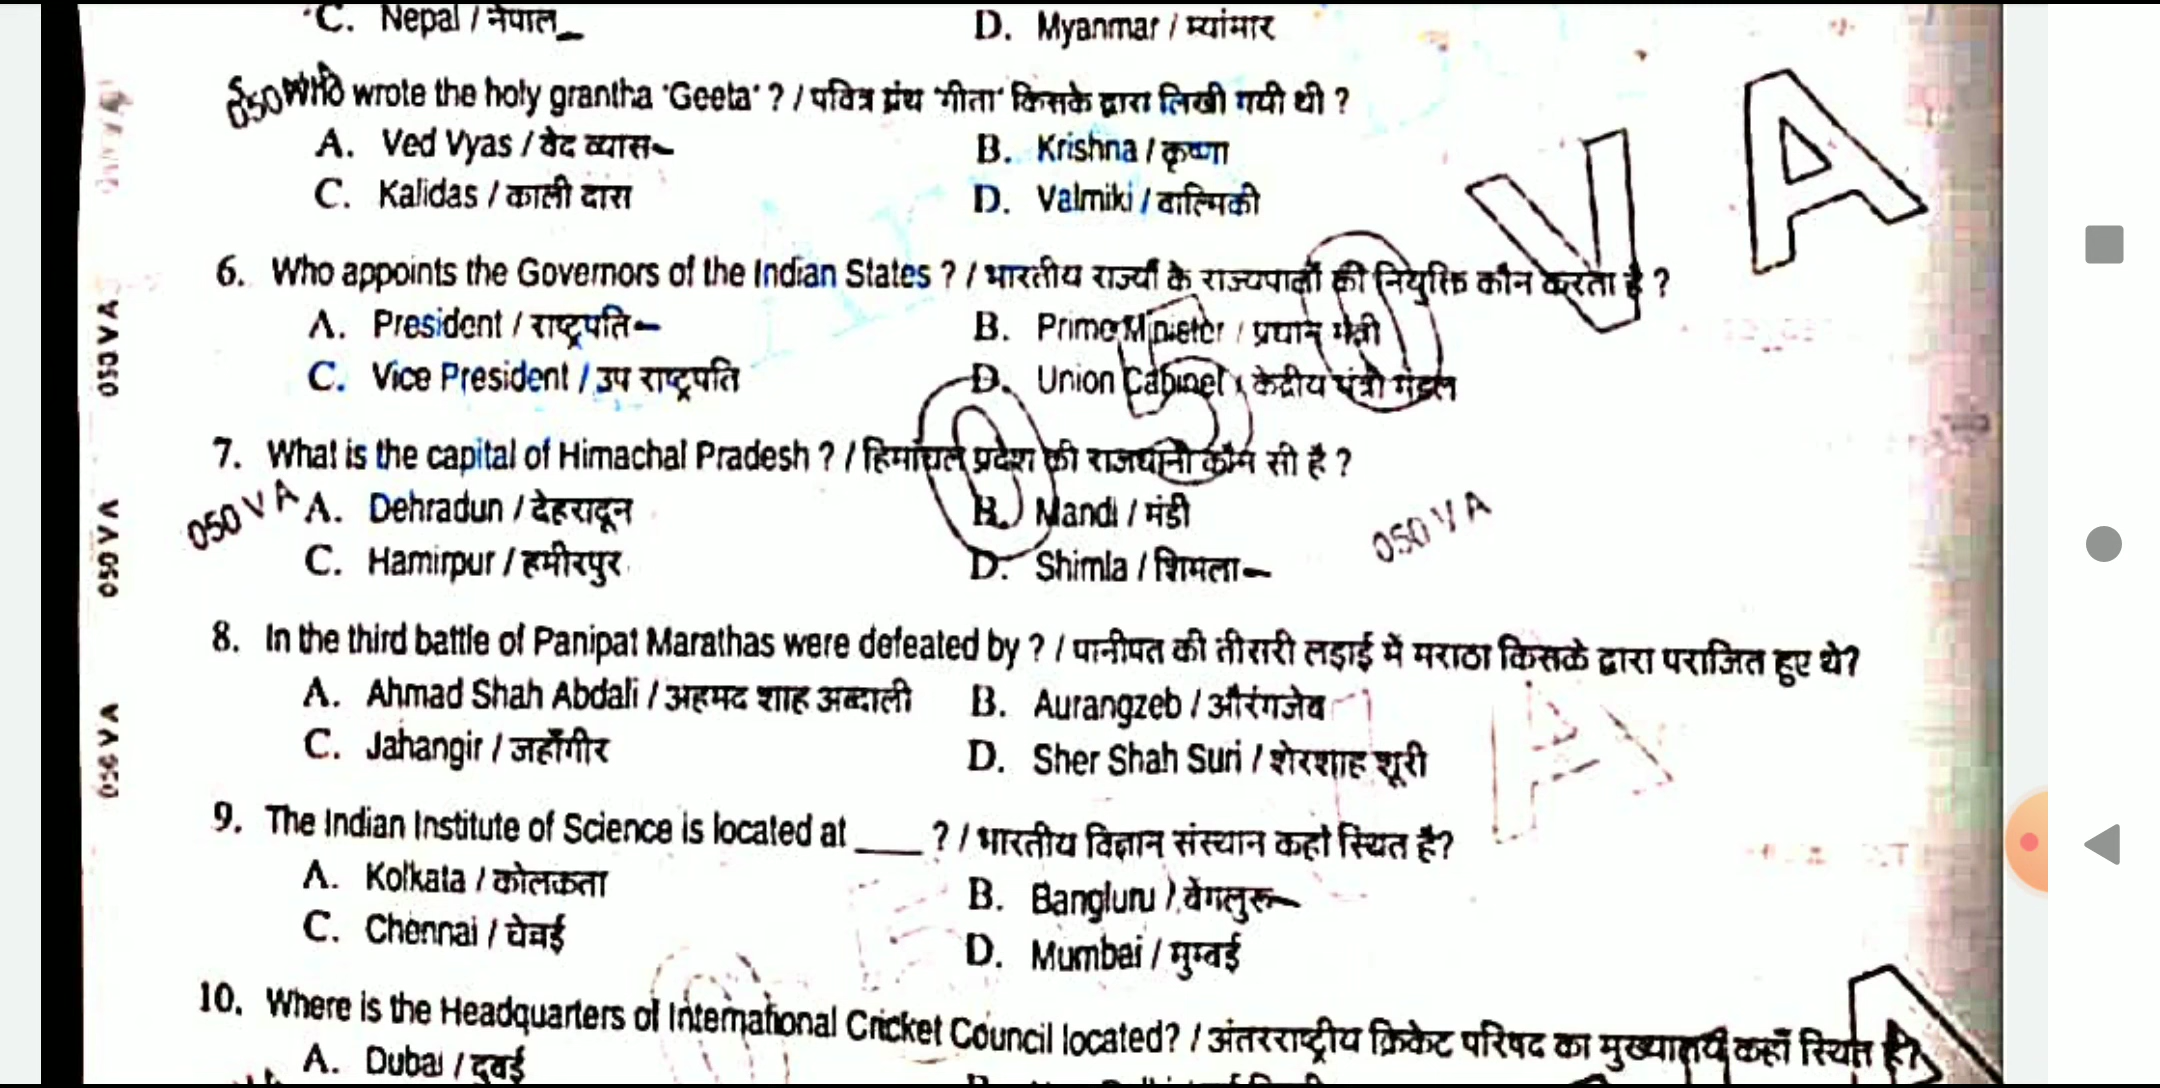 C. Nepal / नेपाल
D. Myanmar / म्यांमार
5. Who wrote the holy grantha 'Geeta' ? / पवित्र ग्रंथ 'गीता' किसके द्वारा लिखी गयी थी ?
A. Ved Vyas / वेद व्यास
B. Krishna / कृष्णा
C. Kalidas / काली दास
D. Valmiki / वाल्मिकी
6. Who appoints the Governors of the Indian States ? / भारतीय राज्यों के राज्यपालों की नियुक्ति कौन करता है ?
A. President / राष्ट्रपति
B. Prime Minister / प्रधान मंत्री
C. Vice President / उप राष्ट्रपति
D. Union Cabinet / केंद्रीय मंत्री मंडल
7. What is the capital of Himachal Pradesh ? / हिमाचल प्रदेश की राजधानी कौन सी है ?
A. Dehradun / देहरादून
B. Mandi / मंडी
C. Hamirpur / हमीरपुर
D. Shimla / शिमला
8. In the third battle of Panipat Marathas were defeated by ? / पानीपत की तीसरी लड़ाई में मराठा किसके द्वारा पराजित हुए थे?
A. Ahmad Shah Abdali / अहमद शाह अब्दाली
B. Aurangzeb / औरंगजेब
C. Jahangir / जहाँगीर
D. Sher Shah Suri / शेरशाह शूरी
9. The Indian Institute of Science is located at ____ ? / भारतीय विज्ञान संस्थान कहाँ स्थित है?
A. Kolkata / कोलकता
B. Bangluru / बेंगलुरू
C. Chennai / चेन्नई
D. Mumbai / मुम्बई
10. Where is the Headquarters of International Cricket Council located? / अंतरराष्ट्रीय क्रिकेट परिषद का मुख्यालय कहाँ स्थित है?
A. Dubai / दुबई
050 V A
050 V A
050 V A
050 V A
050 V A
050 V A